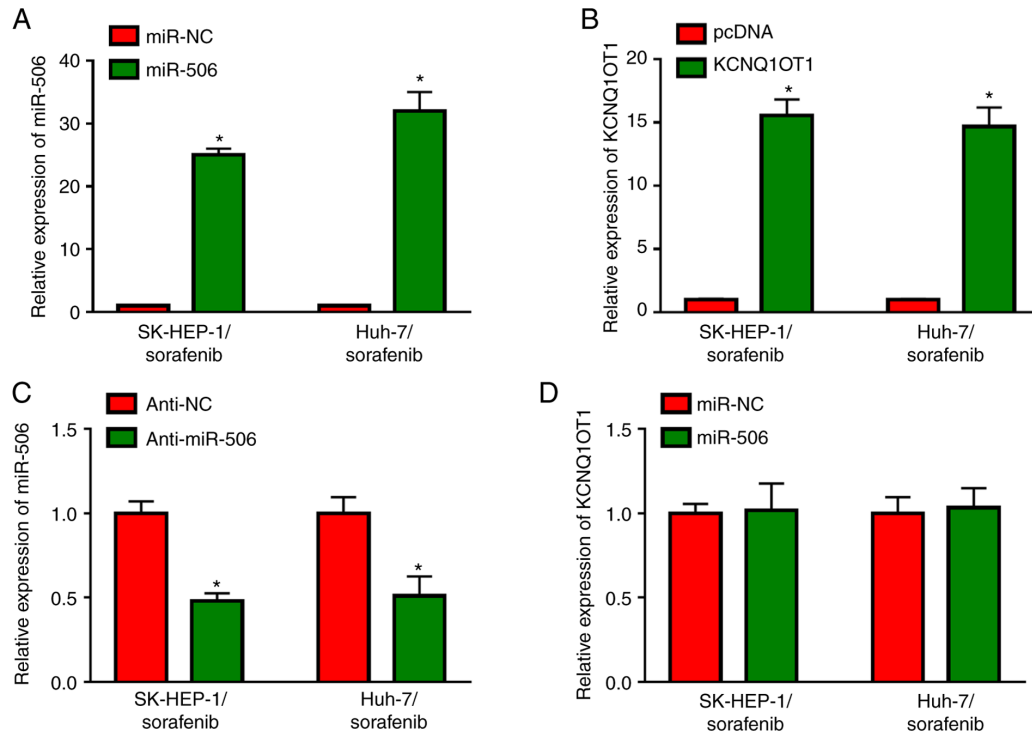 A
miR-NC
miR-506
Relative expression of miR-506
40
30
20
10
0
*
*
SK-HEP-1/
sorafenib
Huh-7/
sorafenib
B
pcDNA
KCNQ1OT1
Relative expression of KCNQ1OT1
20
15
10
5
0
*
*
SK-HEP-1/
sorafenib
Huh-7/
sorafenib
C
Anti-NC
Anti-miR-506
Relative expression of miR-506
1.5
1.0
0.5
0.0
*
*
SK-HEP-1/
sorafenib
Huh-7/
sorafenib
D
miR-NC
miR-506
Relative expression of KCNQ1OT1
1.5
1.0
0.5
0.0
SK-HEP-1/
sorafenib
Huh-7/
sorafenib